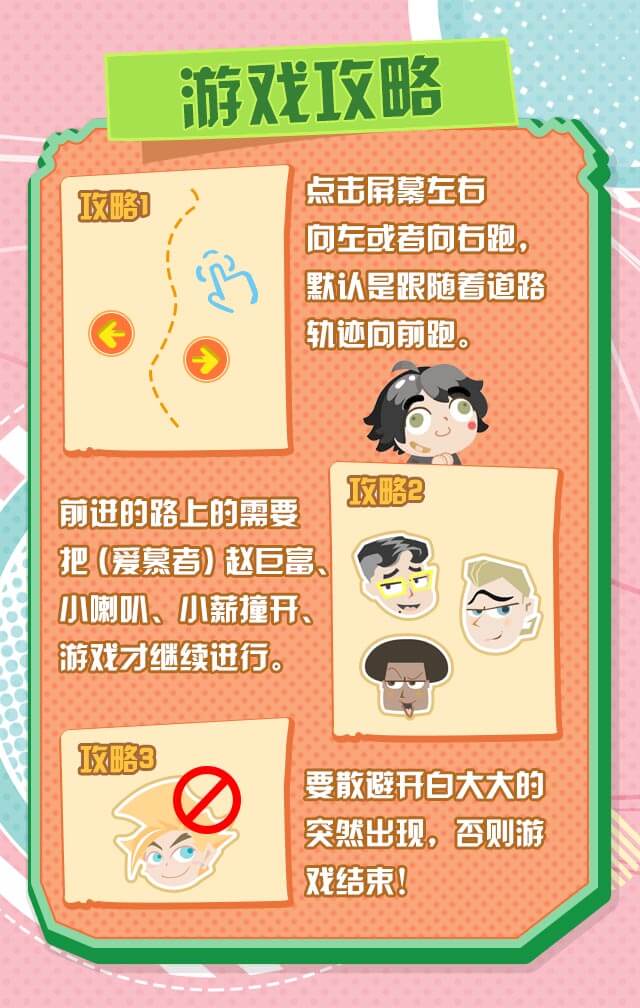 游戏攻略
攻略1
点击屏幕左右
向左或者向右跑，
默认是跟随着道路
轨迹向前跑。
前进的路上的需要
把（爱慕者）赵巨富、
小喇叭、小薪撞开、
游戏才继续进行。
攻略2
攻略3
要散避开白大大的
突然出现，否则游
戏结束！